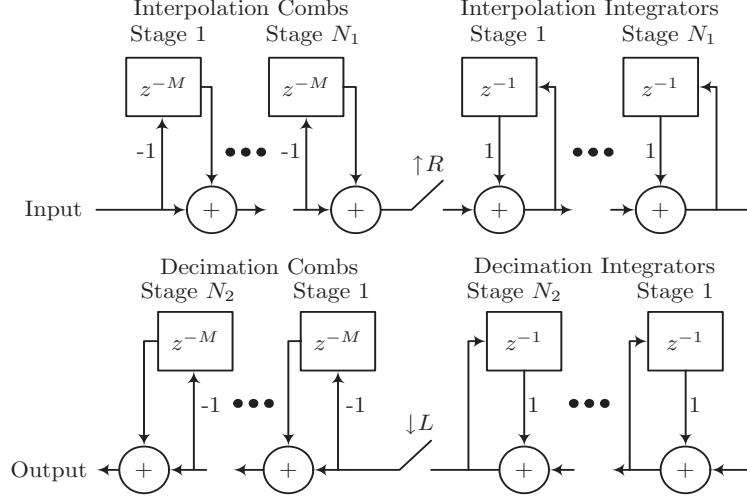 Interpolation Combs Interpolation Integrators
Stage 1 Stage N₁ Stage 1 Stage N₁
z⁻ᴹ z⁻ᴹ z⁻¹ z⁻¹
-1 -1 1 1
↑R
Input + + + +
Decimation Combs Decimation Integrators
Stage N₂ Stage 1 Stage N₂ Stage 1
z⁻ᴹ z⁻ᴹ z⁻¹ z⁻¹
-1 -1 1 1
↓L
Output + + + +